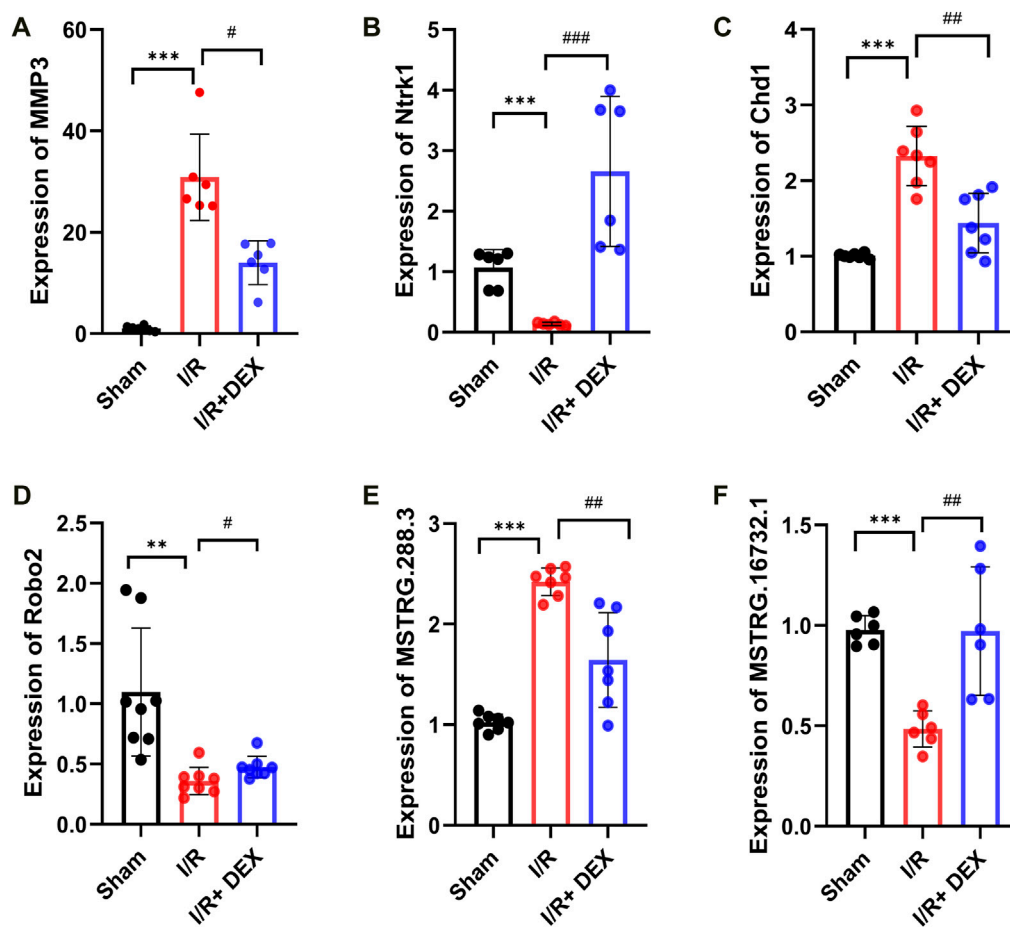 A
Expression of MMP3
60
40
20
0
***
#
Sham
I/R
I/R+DEX
B
Expression of Ntrk1
5
4
3
2
1
0
***
###
Sham
I/R
I/R+ DEX
C
Expression of Chd1
4
3
2
1
0
***
##
Sham
I/R
I/R+ DEX
D
Expression of Robo2
2.5
2.0
1.5
1.0
0.5
0.0
**
#
Sham
I/R
I/R+ DEX
E
Expression of MSTRG.288.3
3
2
1
0
***
##
Sham
I/R
I/R+ DEX
F
Expression of MSTRG.16732.1
1.5
1.0
0.5
0.0
***
##
Sham
I/R
I/R+ DEX